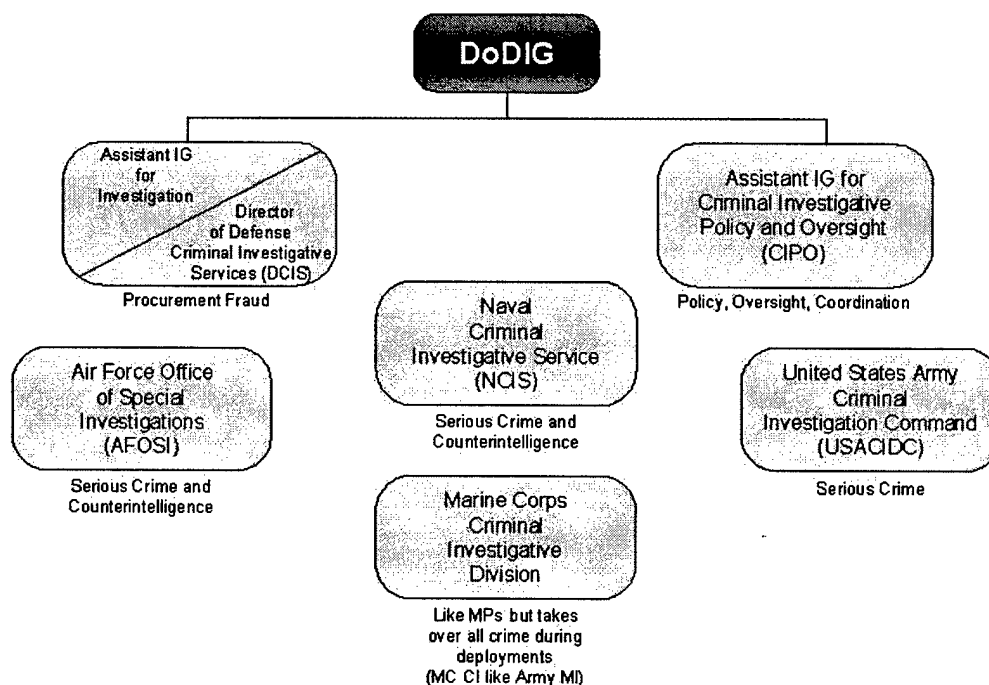 DoDIG
Assistant IG
for
Investigation
Director
of Defense
Criminal Investigative
Services (DCIS)
Procurement Fraud
Assistant IG for
Criminal Investigative
Policy and Oversight
(CIPO)
Policy, Oversight, Coordination
Air Force Office
of Special
Investigations
(AFOSI)
Serious Crime and
Counterintelligence
Naval
Criminal
Investigative Service
(NCIS)
Serious Crime and
Counterintelligence
United States Army
Criminal
Investigation Command
(USACIDC)
Serious Crime
Marine Corps
Criminal
Investigative
Division
Like MPs but takes
over all crime during
deployments
(MC CI like Army MI)